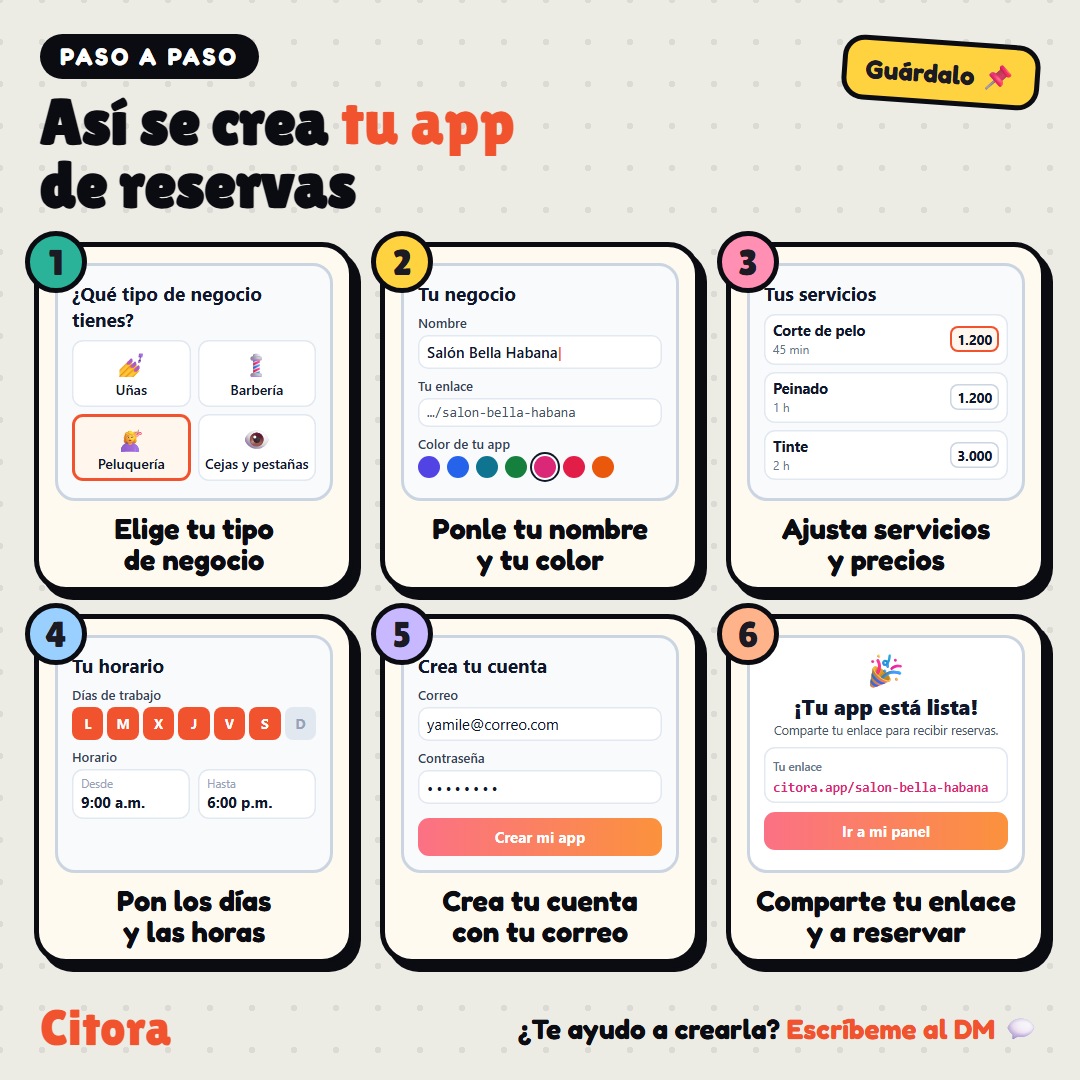 PASO A PASO
Guárdalo
Así se crea tu app
de reservas
1
¿Qué tipo de negocio
tienes?
Uñas
Barbería
Peluquería
Cejas y pestañas
Elige tu tipo
de negocio
2
Tu negocio
Nombre
Salón Bella Habana
Tu enlace
…/salon-bella-habana
Color de tu app
Ponle tu nombre
y tu color
3
Tus servicios
Corte de pelo
45 min
1.200
Peinado
1 h
1.200
Tinte
2 h
3.000
Ajusta servicios
y precios
4
Tu horario
Días de trabajo
L M X J V S D
Horario
Desde
9:00 a.m.
Hasta
6:00 p.m.
Pon los días
y las horas
5
Crea tu cuenta
Correo
yamile@correo.com
Contraseña
••••••••
Crear mi app
Crea tu cuenta
con tu correo
6
¡Tu app está lista!
Comparte tu enlace para recibir reservas.
Tu enlace
citora.app/salon-bella-habana
Ir a mi panel
Comparte tu enlace
y a reservar
Citora
¿Te ayudo a crearla? Escríbeme al DM